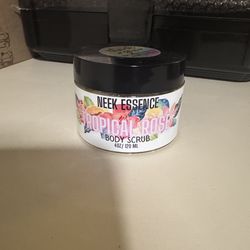 NEEK ESSENCE
TROPICAL ROSE
BODY SCRUB
4OZ/ 120 ML